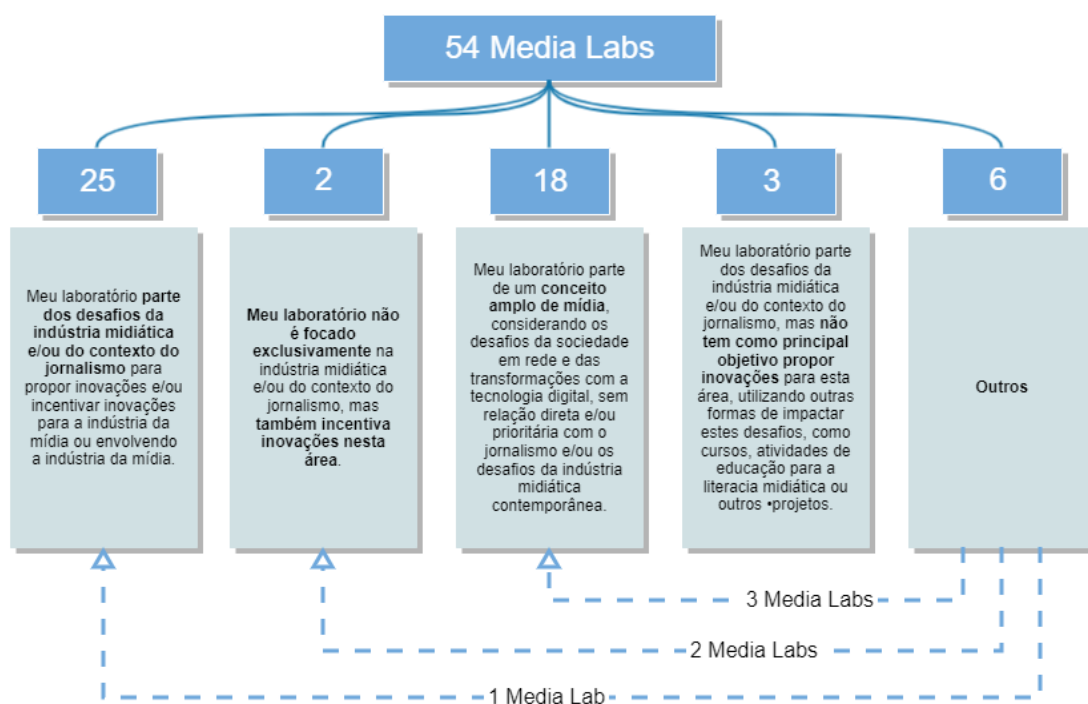 54 Media Labs
25
2
18
3
6
Meu laboratório parte
dos desafios da
indústria midiática
e/ou do contexto do
jornalismo para
propor inovações e/ou
incentivar inovações
para a indústria da
mídia ou envolvendo
a indústria da mídia.
Meu laboratório não
é focado
exclusivamente na
indústria midiática
e/ou do contexto do
jornalismo, mas
também incentiva
inovações nesta
área.
Meu laboratório parte
de um conceito
amplo de mídia,
considerando os
desafios da sociedade
em rede e das
transformações com a
tecnologia digital, sem
relação direta e/ou
prioritária com o
jornalismo e/ou os
desafios da indústria
midiática
contemporânea.
Meu laboratório parte
dos desafios da
indústria midiática
e/ou do contexto do
jornalismo, mas não
tem como principal
objetivo propor
inovações para esta
área, utilizando outras
formas de impactar
estes desafios, como
cursos, atividades de
educação para a
literacia midiática ou
outros •projetos.
Outros
3 Media Labs
2 Media Labs
1 Media Lab